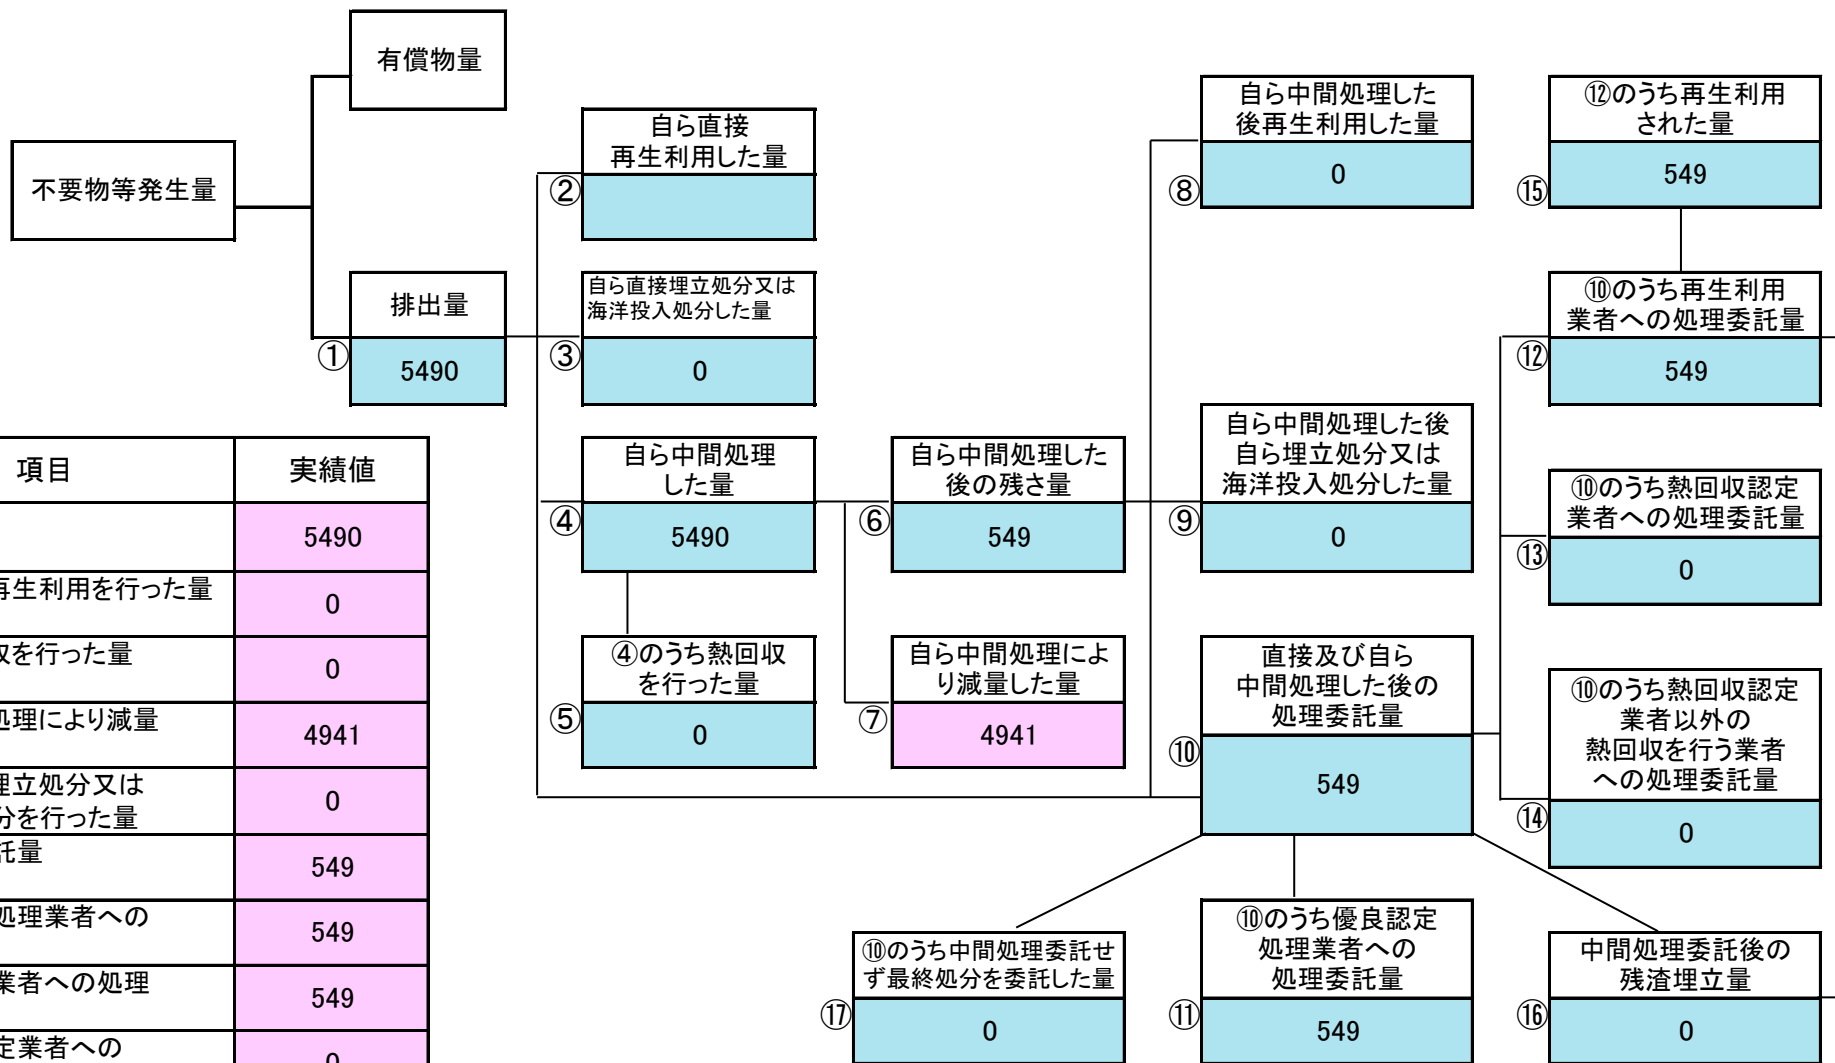 有償物量
不要物等発生量
排出量
①
5490
自ら直接
再生利用した量
②
自ら直接埋立処分又は
海洋投入処分した量
③
0
自ら中間処理
した量
④
5490
④のうち熱回収
を行った量
⑤
0
自ら中間処理した
後の残さ量
⑥
549
自ら中間処理によ
り減量した量
⑦
4941
自ら中間処理した
後再生利用した量
⑧
0
自ら中間処理した後
自ら埋立処分又は
海洋投入処分した量
⑨
0
直接及び自ら
中間処理した後の
処理委託量
⑩
549
⑫のうち再生利用
された量
⑮
549
⑩のうち再生利用
業者への処理委託量
⑫
549
⑩のうち熱回収認定
業者への処理委託量
⑬
0
⑩のうち熱回収認定
業者以外の
熱回収を行う業者
への処理委託量
⑭
0
⑩のうち中間処理委託せ
ず最終処分を委託した量
⑰
0
⑩のうち優良認定
処理業者への
処理委託量
⑪
549
中間処理委託後の
残渣埋立量
⑯
0
項目 実績値
5490
再生利用を行った量
0
を行った量
0
処理により減量
4941
埋立処分又は
分を行った量
0
託量
549
処理業者への
549
業者への処理
549
定業者への
0